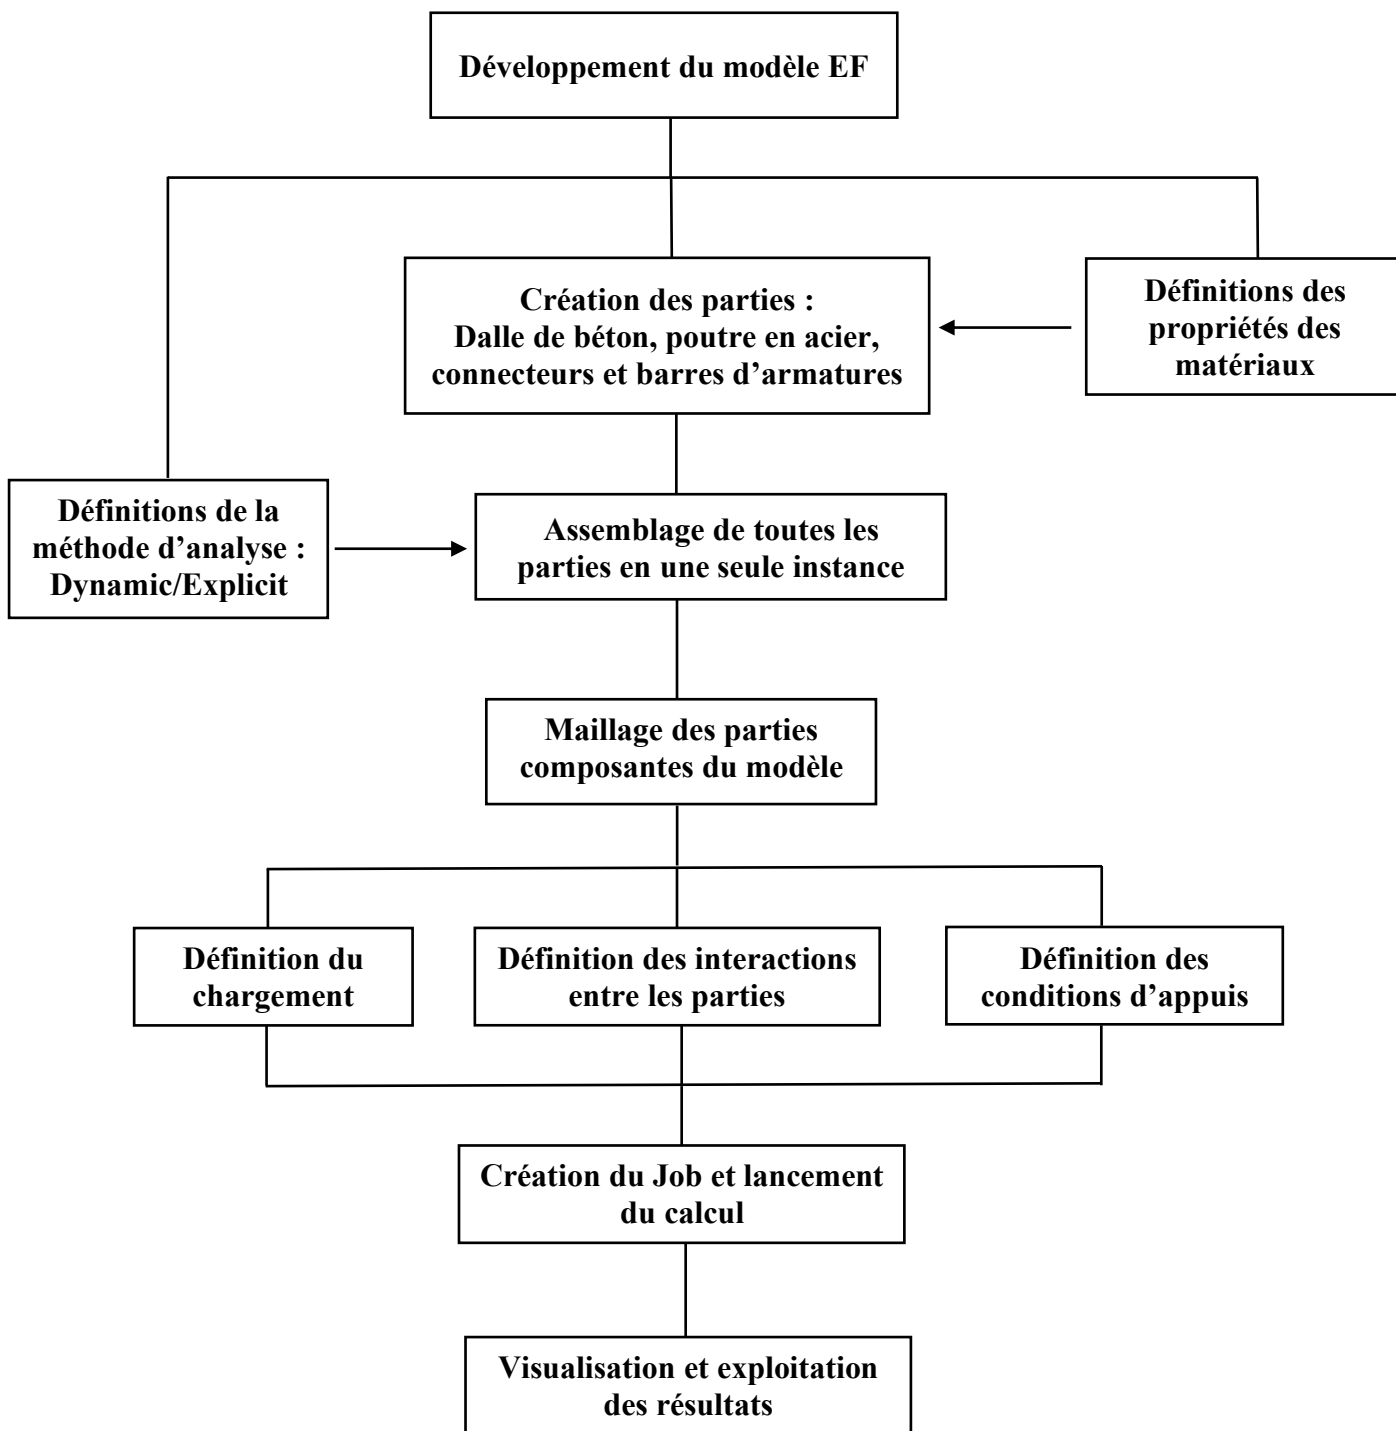 Développement du modèle EF
Création des parties :
Dalle de béton, poutre en acier,
connecteurs et barres d’armatures
Définitions des
propriétés des
matériaux
Définitions de la
méthode d’analyse :
Dynamic/Explicit
Assemblage de toutes les
parties en une seule instance
Maillage des parties
composantes du modèle
Définition du
chargement
Définition des interactions
entre les parties
Définition des
conditions d’appuis
Création du Job et lancement
du calcul
Visualisation et exploitation
des résultats